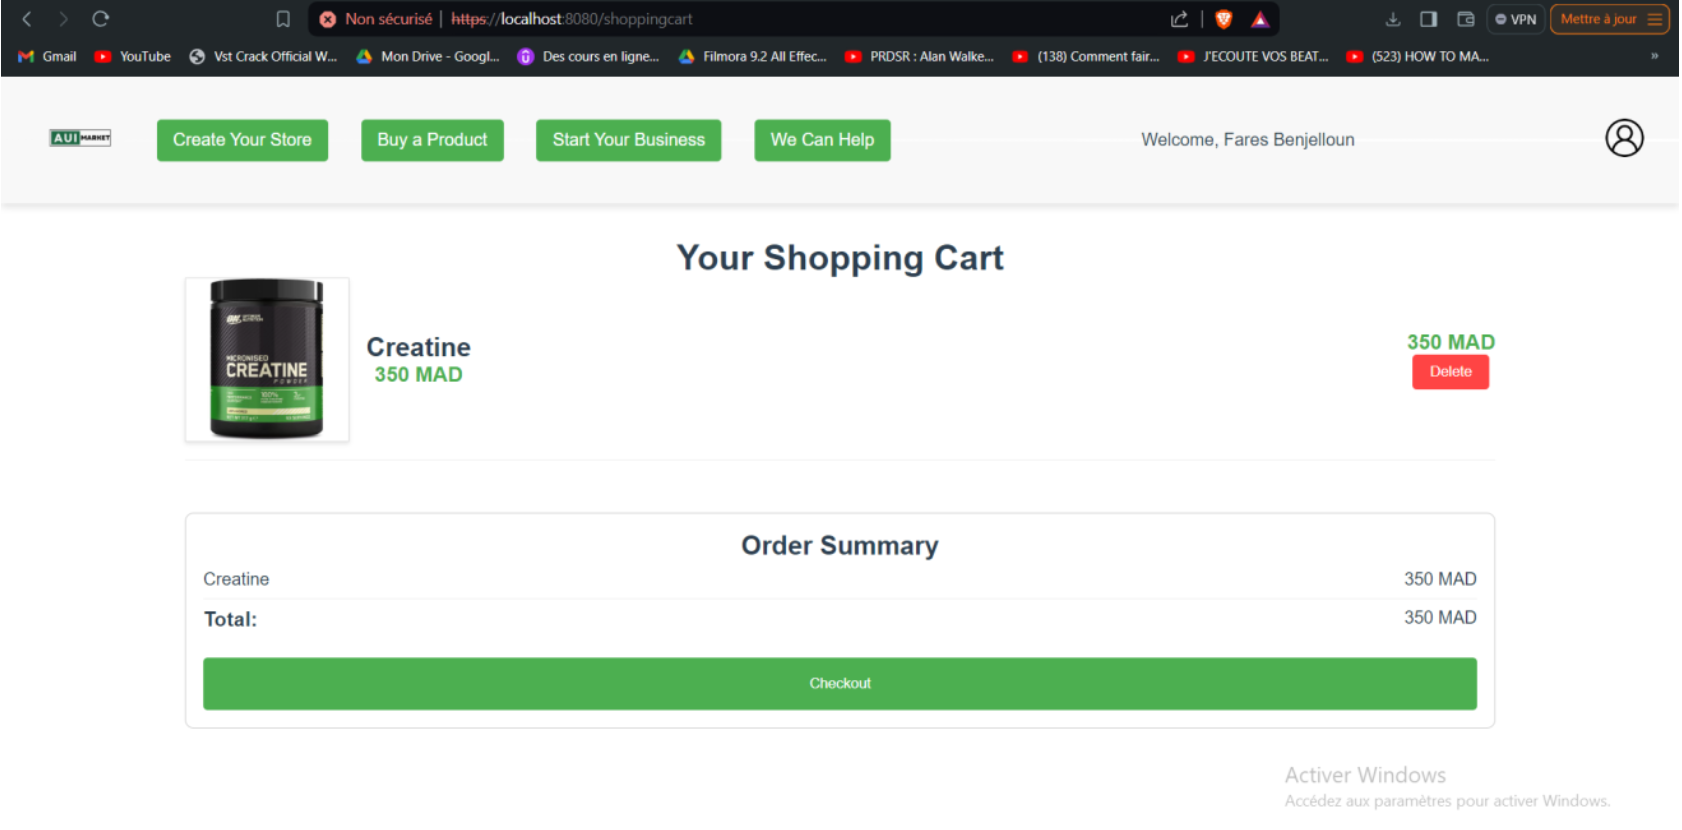 Non sécurisé | https://localhost:8080/shoppingcart
VPN
Mettre à jour
Gmail
YouTube
Vst Crack Official W...
Mon Drive - Googl...
Des cours en ligne...
Filmora 9.2 All Effec...
PRDSR : Alan Walke...
(138) Comment fair...
J'ECOUTE VOS BEAT...
(523) HOW TO MA...
»
AUI MARKET
Create Your Store
Buy a Product
Start Your Business
We Can Help
Welcome, Fares Benjelloun
Your Shopping Cart
ON
MICRONISED
CREATINE
POWDER
100%
Creatine
350 MAD
350 MAD
Delete
Order Summary
Creatine 350 MAD
Total: 350 MAD
Checkout
Activer Windows
Accédez aux paramètres pour activer Windows.